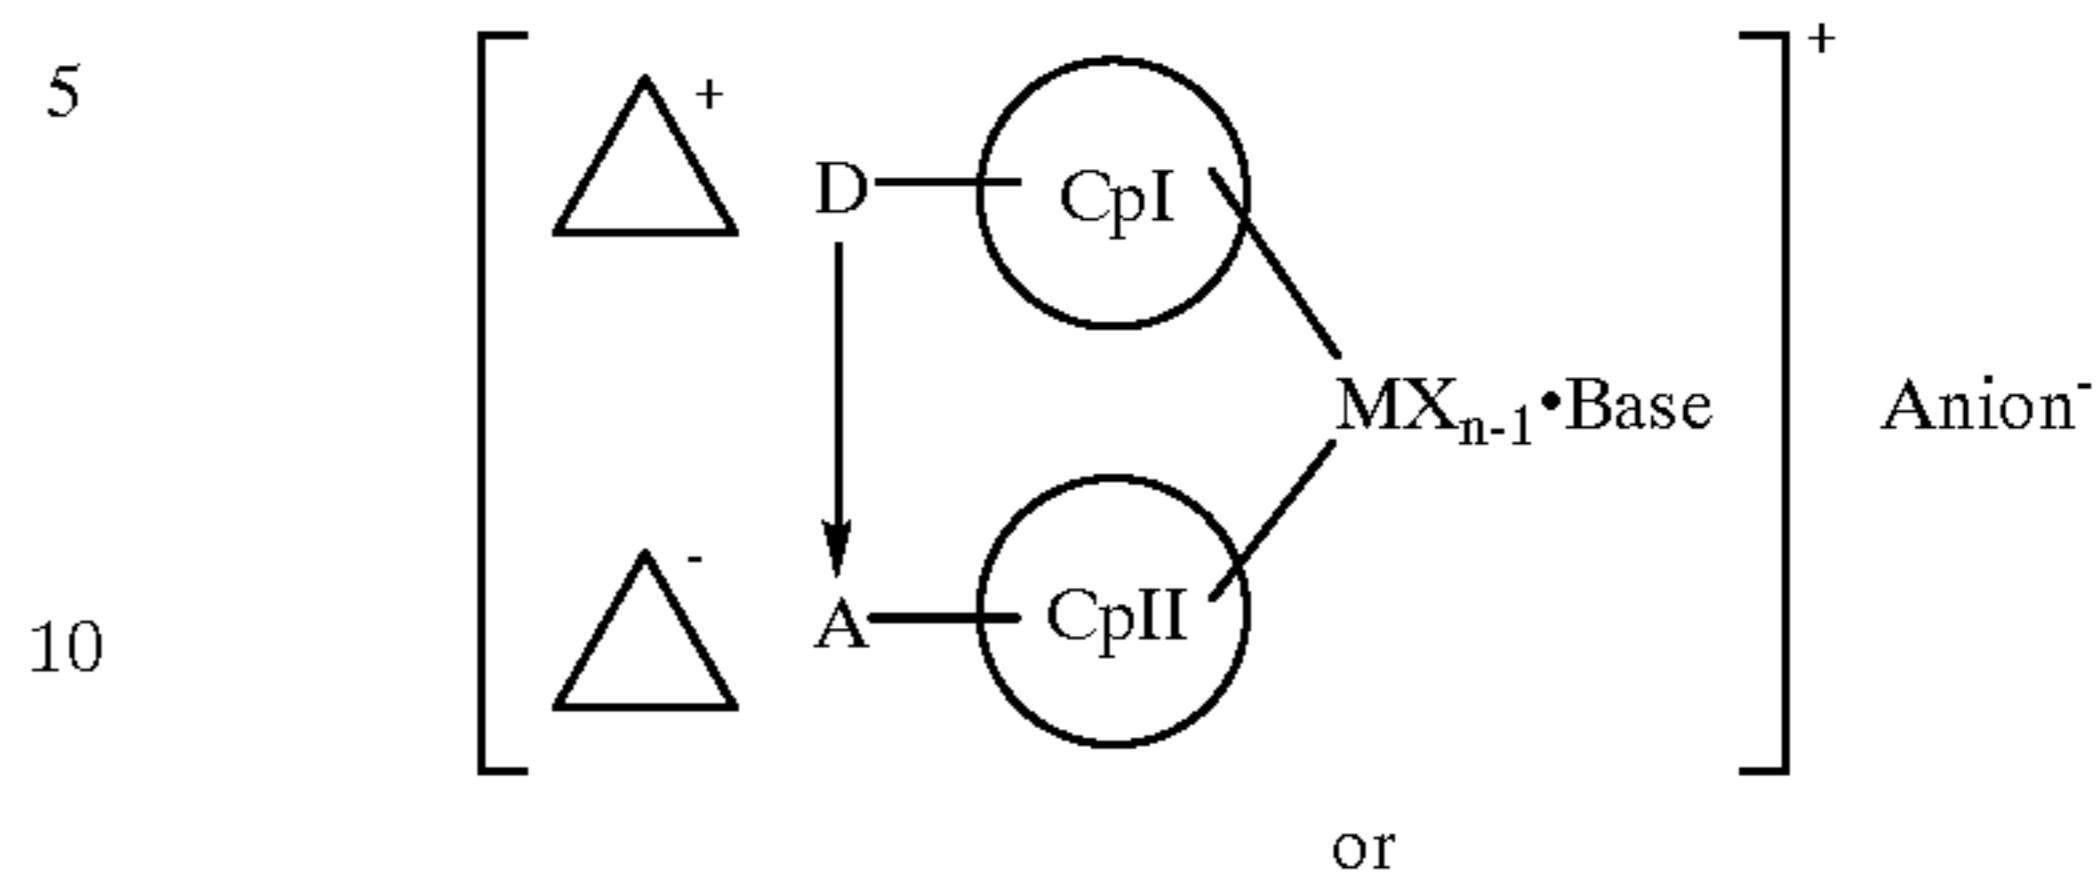 5
+
+
D
CpI
MXn-1•Base
Anion-
-
A
CpII
10
or